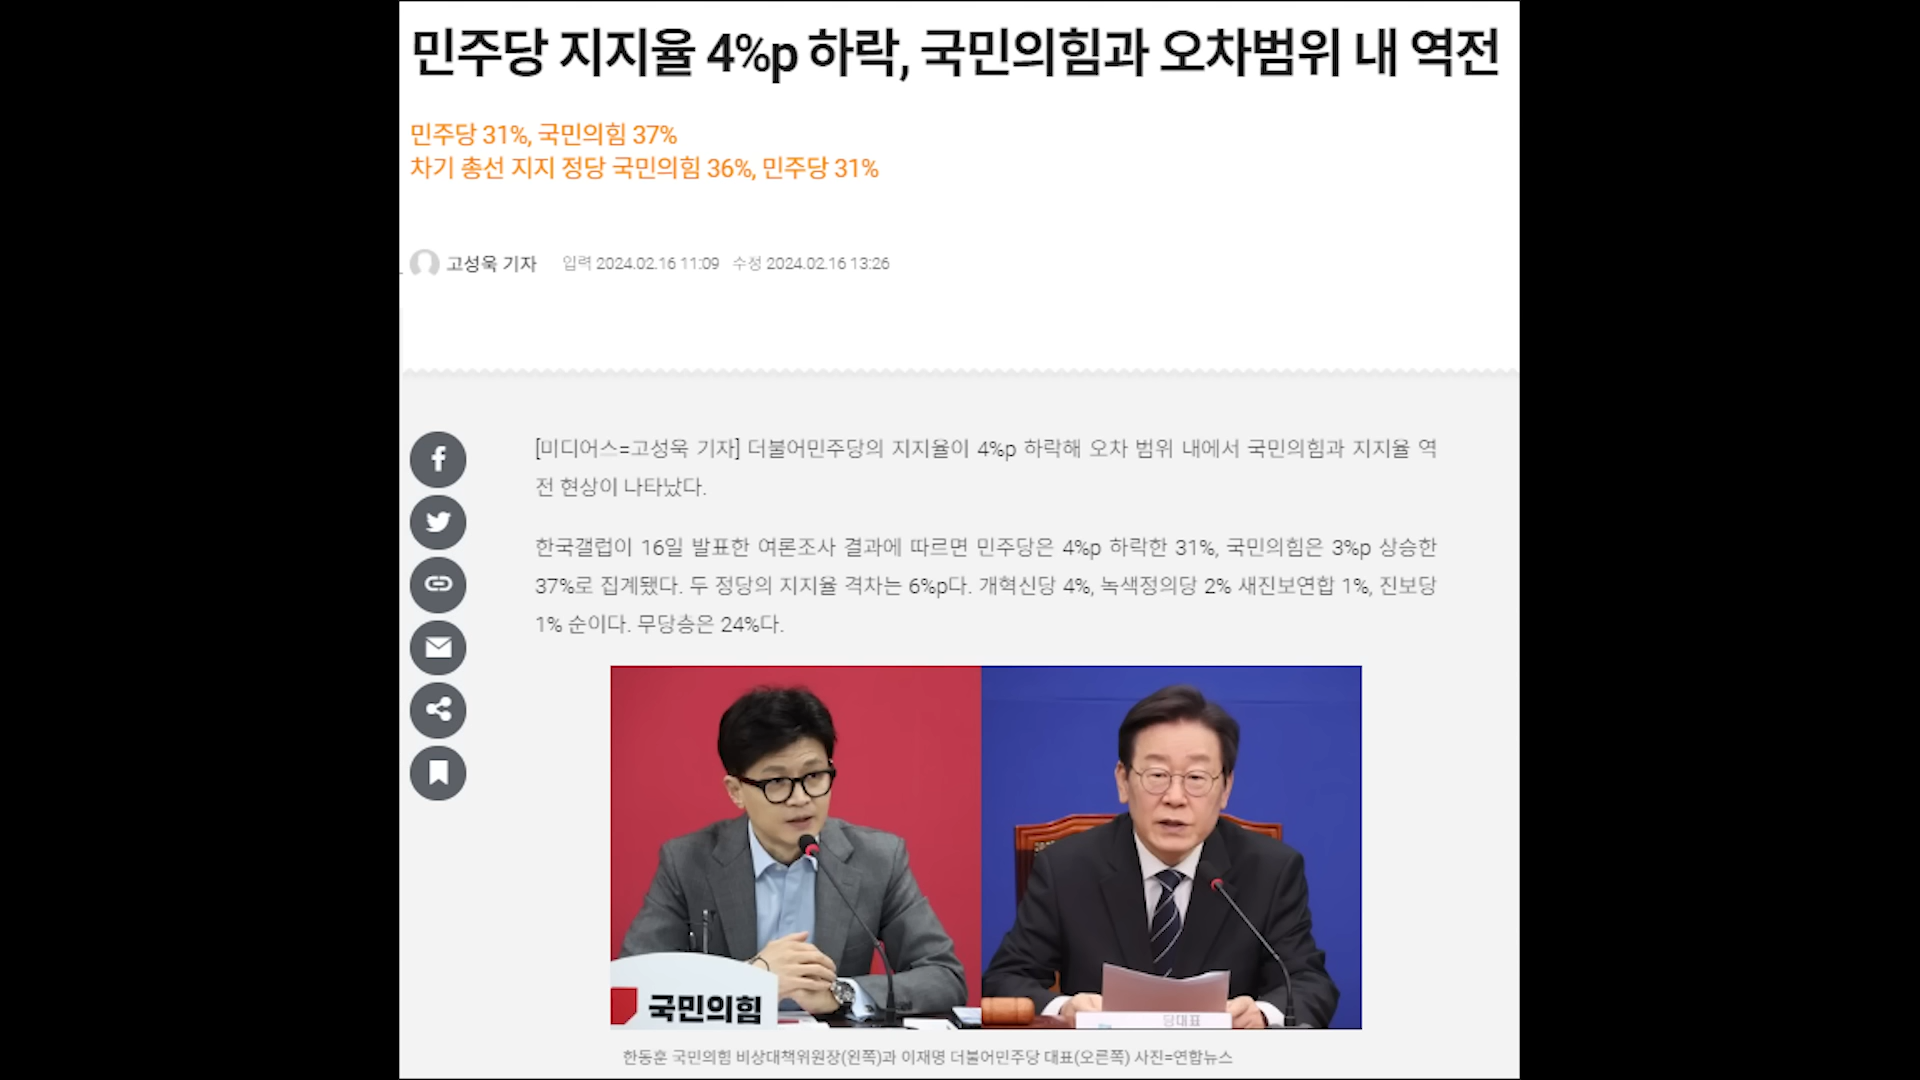 민주당 지지율 4%p 하락, 국민의힘과 오차범위 내 역전
민주당 31%, 국민의힘 37%
차기 총선 지지 정당 국민의힘 36%, 민주당 31%
고성욱 기자 입력 2024.02.16 11:09 수정 2024.02.16 13:26
[미디어스=고성욱 기자] 더불어민주당의 지지율이 4%p 하락해 오차 범위 내에서 국민의힘과 지지율 역
전 현상이 나타났다.
한국갤럽이 16일 발표한 여론조사 결과에 따르면 민주당은 4%p 하락한 31%, 국민의힘은 3%p 상승한
37%로 집계됐다. 두 정당의 지지율 격차는 6%p다. 개혁신당 4%, 녹색정의당 2% 새진보연합 1%, 진보당
1% 순이다. 무당층은 24%다.
국민의힘
당대표
한동훈 국민의힘 비상대책위원장(왼쪽)과 이재명 더불어민주당 대표(오른쪽) 사진=연합뉴스